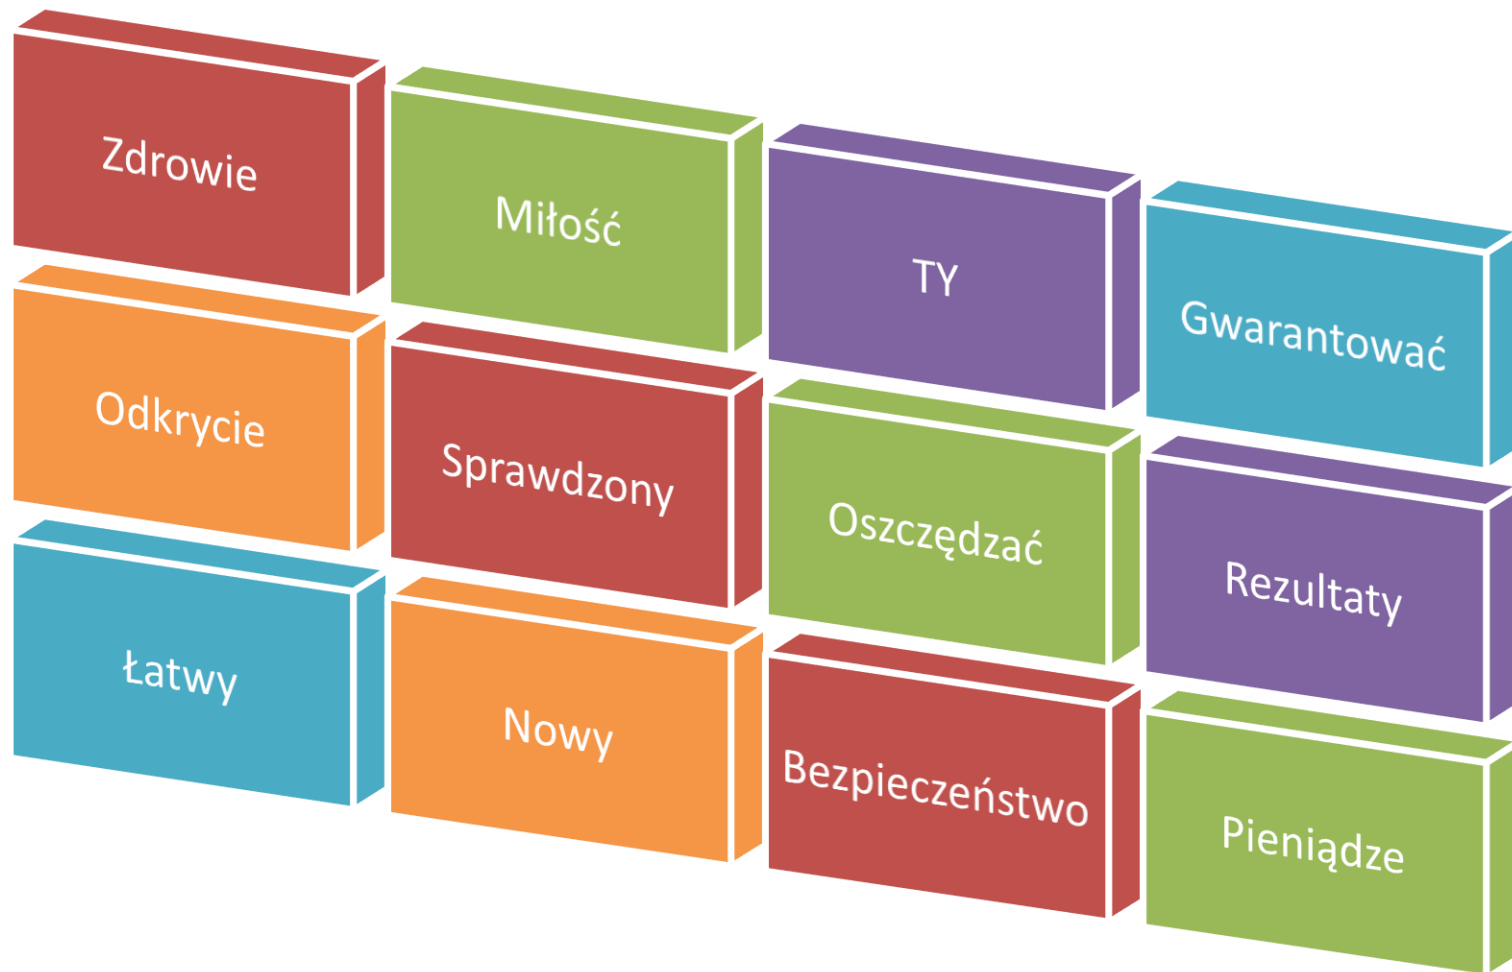 Zdrowie
Miłość
TY
Gwarantować
Odkrycie
Sprawdzony
Oszczędzać
Rezultaty
Łatwy
Nowy
Bezpieczeństwo
Pieniądze